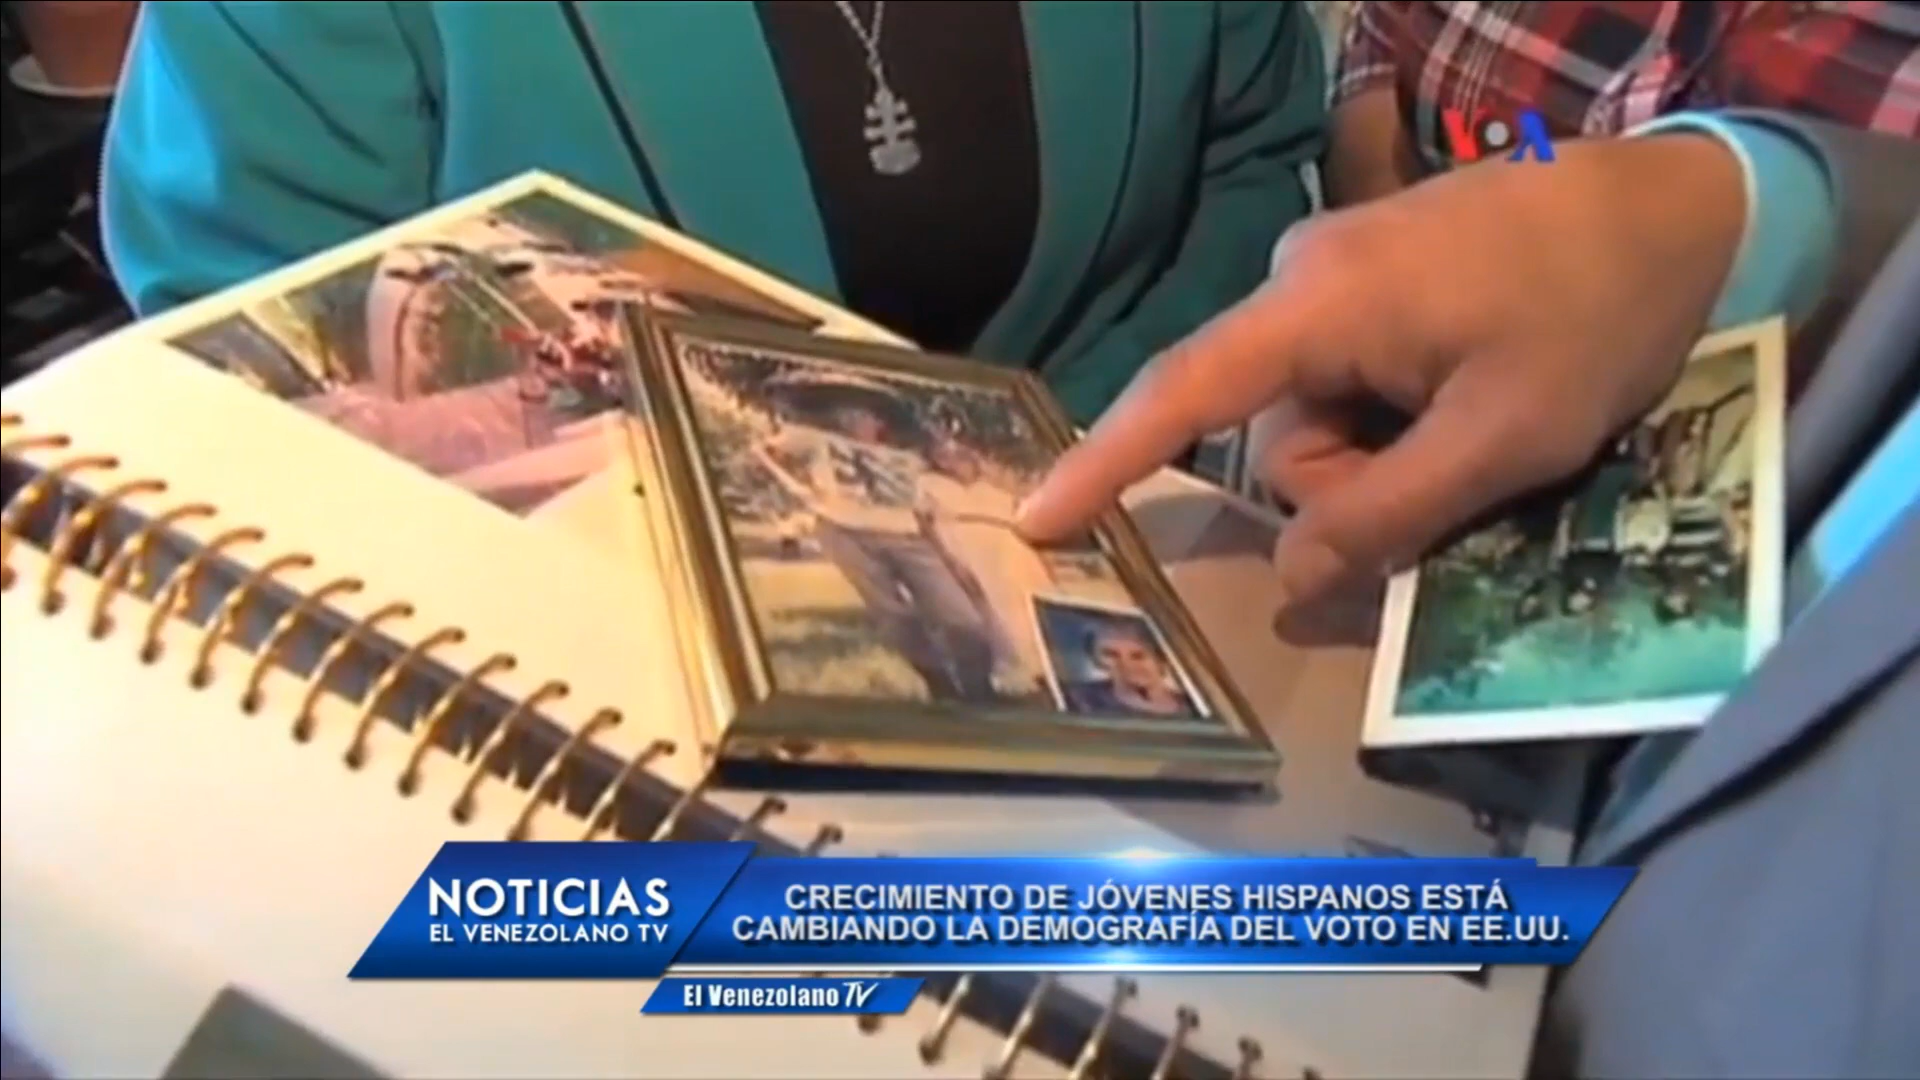 VOA
NOTICIAS
EL VENEZOLANO TV
CRECIMIENTO DE JÓVENES HISPANOS ESTÁ
CAMBIANDO LA DEMOGRAFÍA DEL VOTO EN EE.UU.
El Venezolano TV